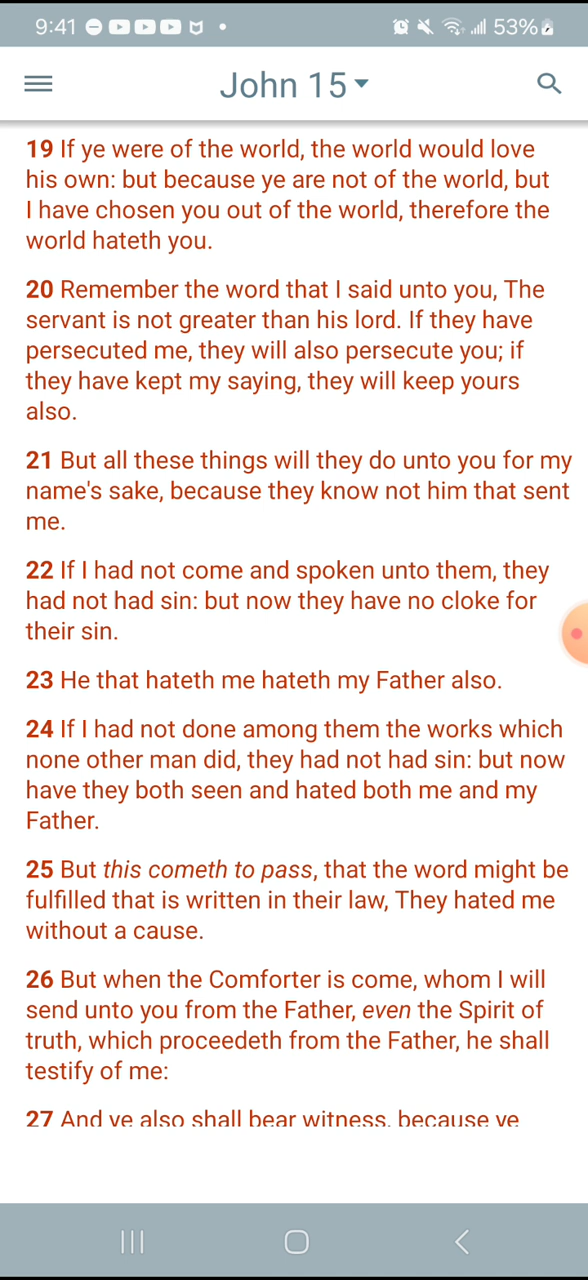 9:41
53%
John 15
19 If ye were of the world, the world would love
his own: but because ye are not of the world, but
I have chosen you out of the world, therefore the
world hateth you.
20 Remember the word that I said unto you, The
servant is not greater than his lord. If they have
persecuted me, they will also persecute you; if
they have kept my saying, they will keep yours
also.
21 But all these things will they do unto you for my
name's sake, because they know not him that sent
me.
22 If I had not come and spoken unto them, they
had not had sin: but now they have no cloke for
their sin.
23 He that hateth me hateth my Father also.
24 If I had not done among them the works which
none other man did, they had not had sin: but now
have they both seen and hated both me and my
Father.
25 But this cometh to pass, that the word might be
fulfilled that is written in their law, They hated me
without a cause.
26 But when the Comforter is come, whom I will
send unto you from the Father, even the Spirit of
truth, which proceedeth from the Father, he shall
testify of me:
27 And ye also shall bear witness, because ye